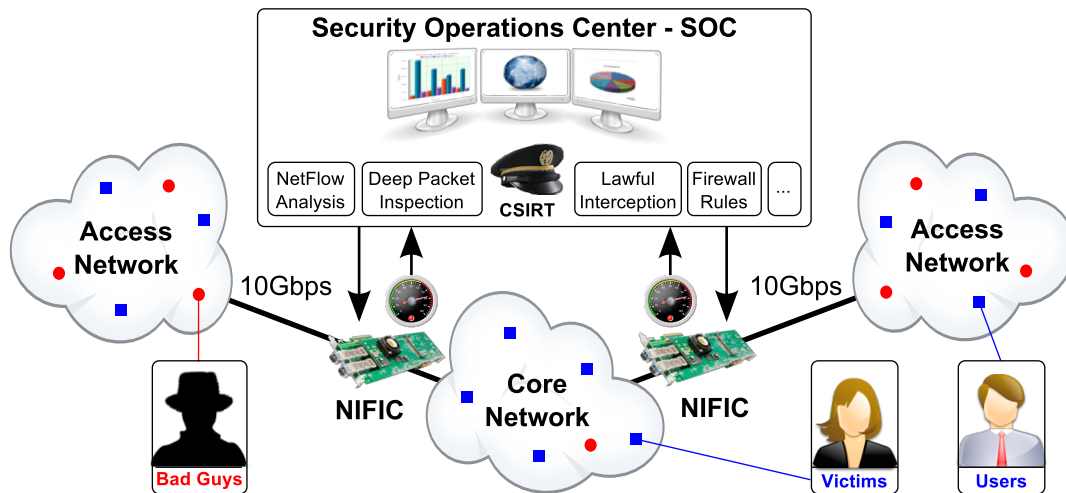 Security Operations Center - SOC
NetFlow
Analysis
Deep Packet
Inspection
CSIRT
Lawful
Interception
Firewall
Rules
...
Access
Network
Access
Network
10Gbps
10Gbps
Core
Network
NIFIC
NIFIC
Bad Guys
Victims
Users